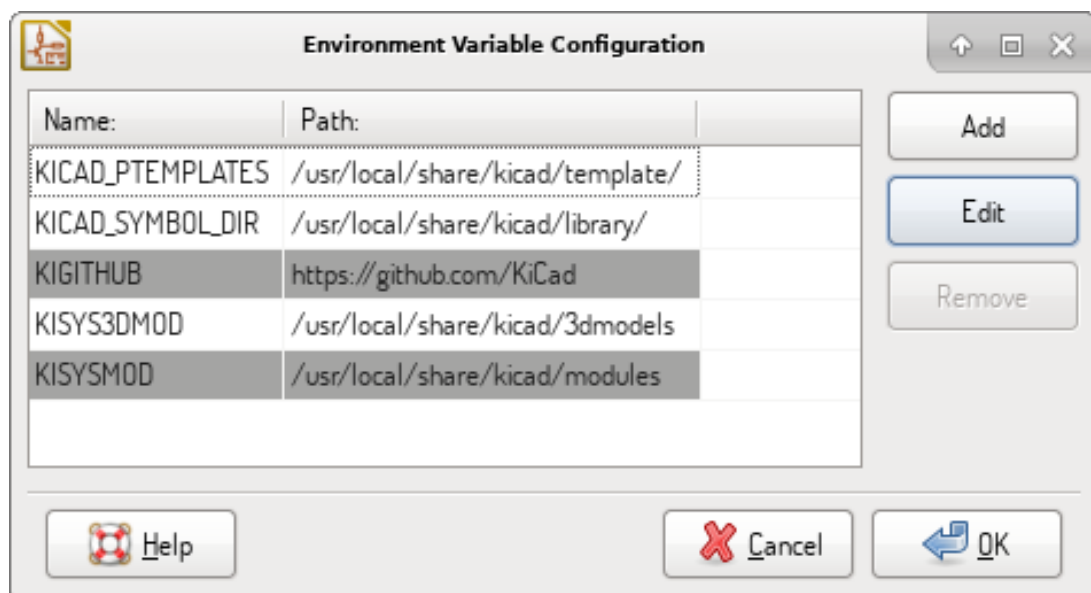 Environment Variable Configuration
Name: Path:
KICAD_PTEMPLATES /usr/local/share/kicad/template/
KICAD_SYMBOL_DIR /usr/local/share/kicad/library/
KIGITHUB https://github.com/KiCad
KISYS3DMOD /usr/local/share/kicad/3dmodels
KISYSMOD /usr/local/share/kicad/modules
Add
Edit
Remove
Help Cancel OK